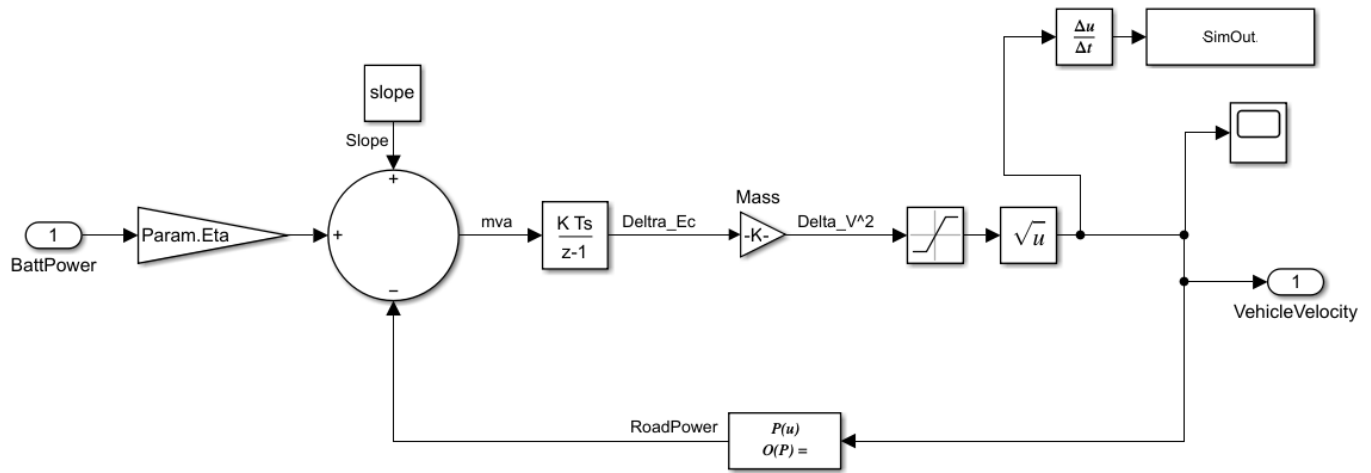 Δu
Δt
SimOut
slope
Slope
+
+
−
1
BattPower
Param.Eta
mva
K Ts
z-1
Deltra_Ec
Mass
-K-
Delta_V^2
√u
1
VehicleVelocity
RoadPower
P(u)
O(P) =